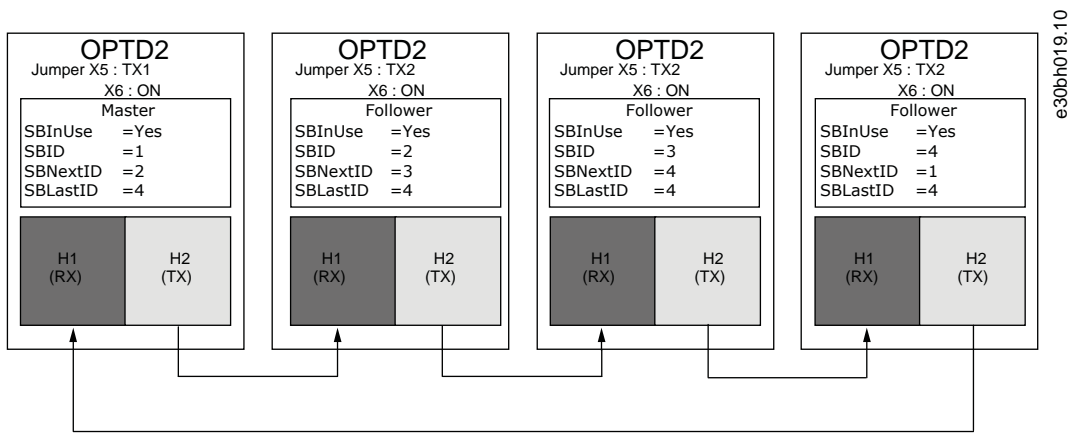 OPTD2
Jumper X5 : TX1
X6 : ON
Master
SBInUse =Yes
SBID =1
SBNextID =2
SBLastID =4
H1
(RX)
H2
(TX)
OPTD2
Jumper X5 : TX2
X6 : ON
Follower
SBInUse =Yes
SBID =2
SBNextID =3
SBLastID =4
H1
(RX)
H2
(TX)
OPTD2
Jumper X5 : TX2
X6 : ON
Follower
SBInUse =Yes
SBID =3
SBNextID =4
SBLastID =4
H1
(RX)
H2
(TX)
OPTD2
Jumper X5 : TX2
X6 : ON
Follower
SBInUse =Yes
SBID =4
SBNextID =1
SBLastID =4
H1
(RX)
H2
(TX)
e30bh019.10